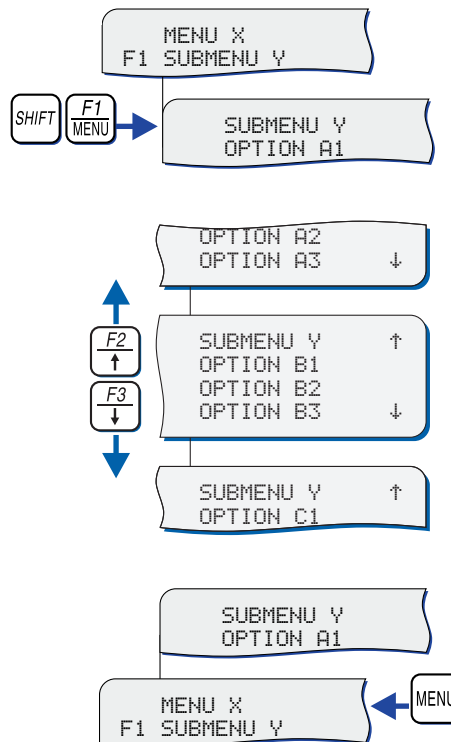 MENU X
F1 SUBMENU Y
SHIFT F1 MENU
SUBMENU Y
OPTION A1
OPTION A2
OPTION A3 ↓
F2 ↑
F3 ↓
SUBMENU Y ↑
OPTION B1
OPTION B2
OPTION B3 ↓
SUBMENU Y ↑
OPTION C1
SUBMENU Y
OPTION A1
MENU X
F1 SUBMENU Y
MENU